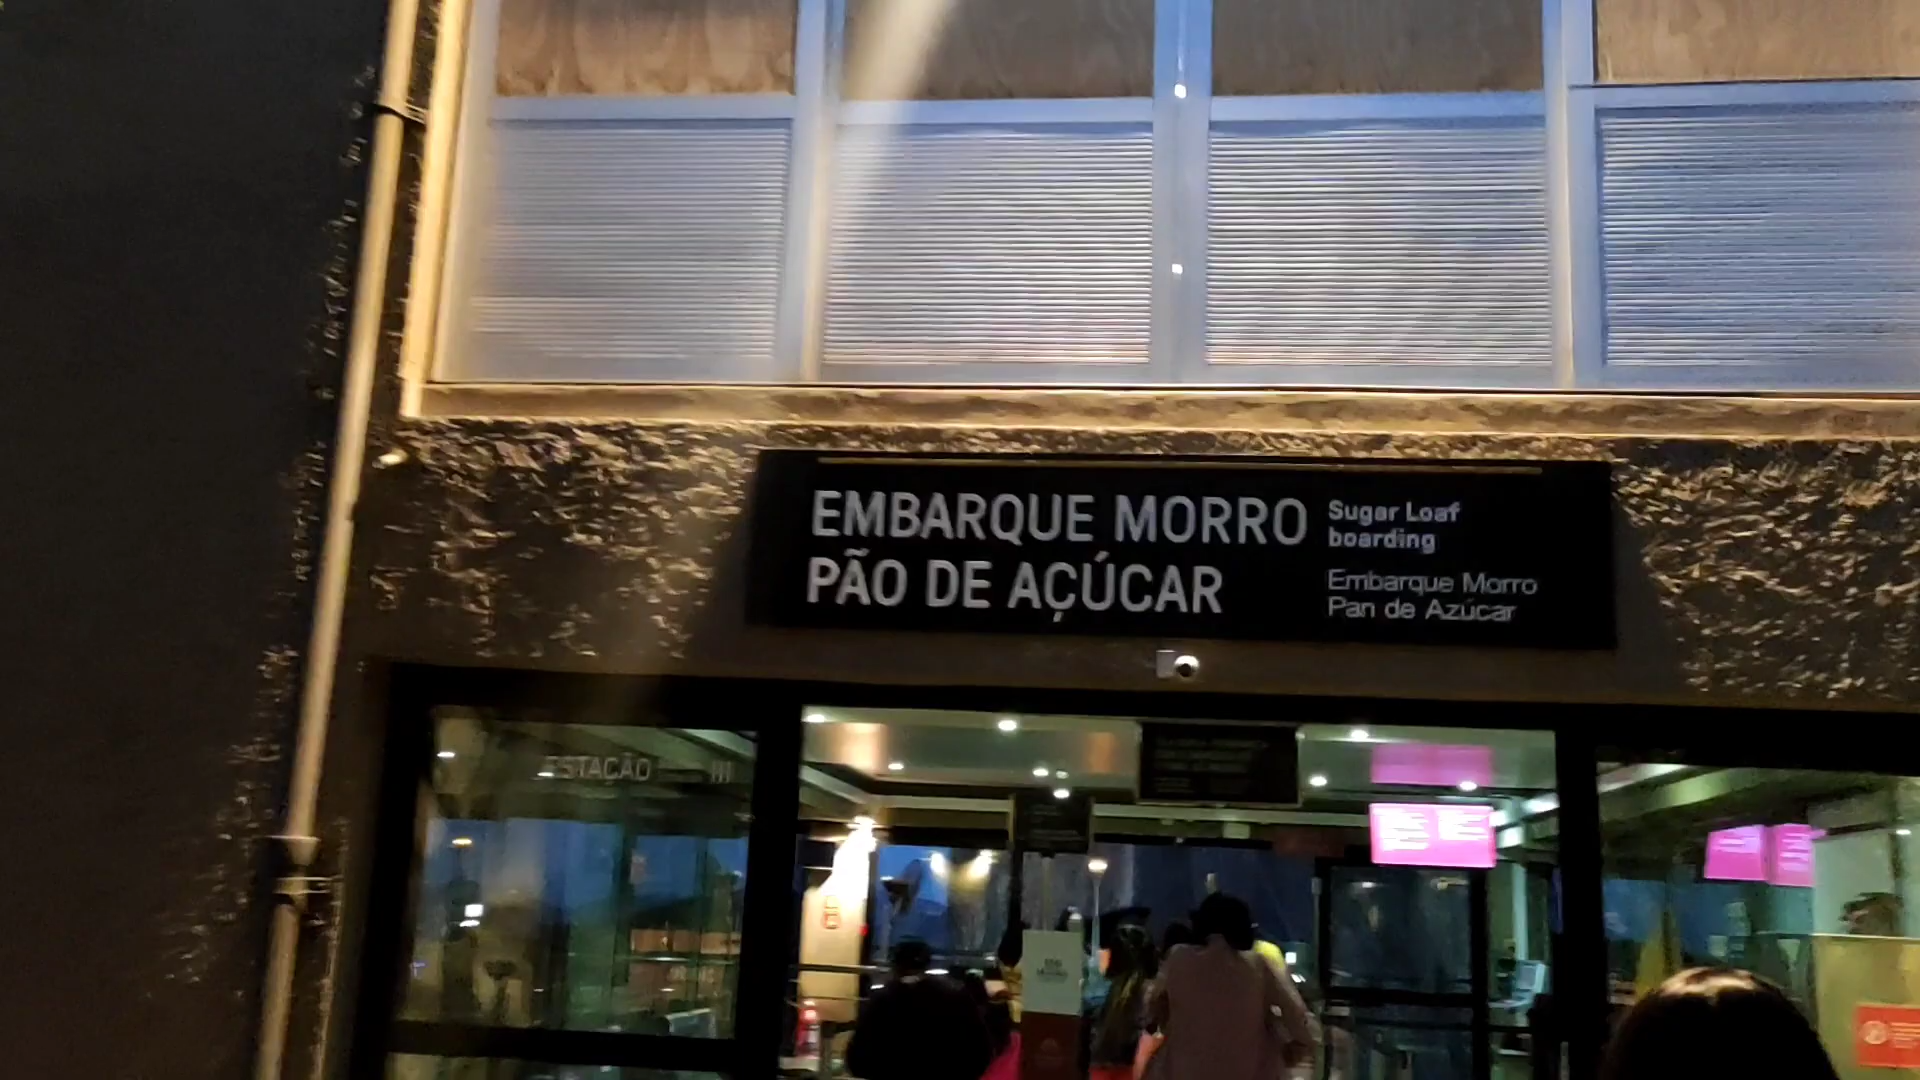 EMBARQUE MORRO
PÃO DE AÇÚCAR
Sugar Loaf
boarding
Embarque Morro
Pan de Azúcar
ESTAÇÃO